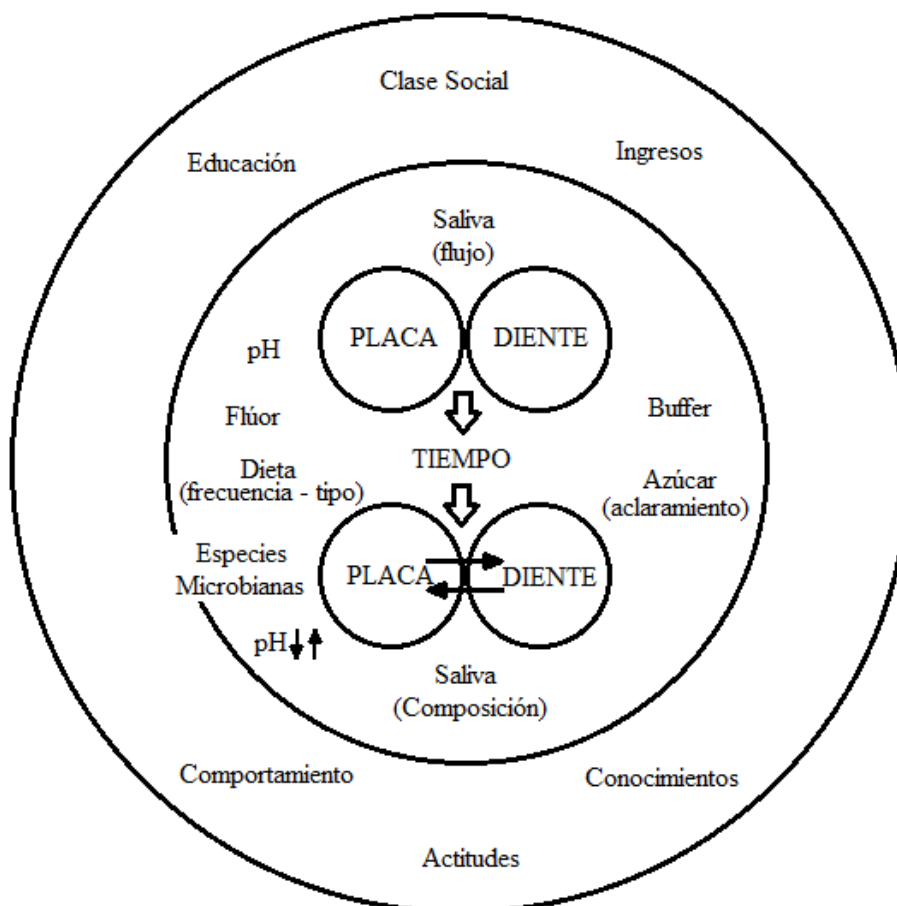 Clase Social
Educación
Ingresos
Saliva
(flujo)
PLACA
DIENTE
pH
Flúor
Buffer
TIEMPO
Dieta
(frecuencia - tipo)
Azúcar
(aclaramiento)
Especies
Microbianas
PLACA
DIENTE
pH
Saliva
(Composición)
Comportamiento
Conocimientos
Actitudes